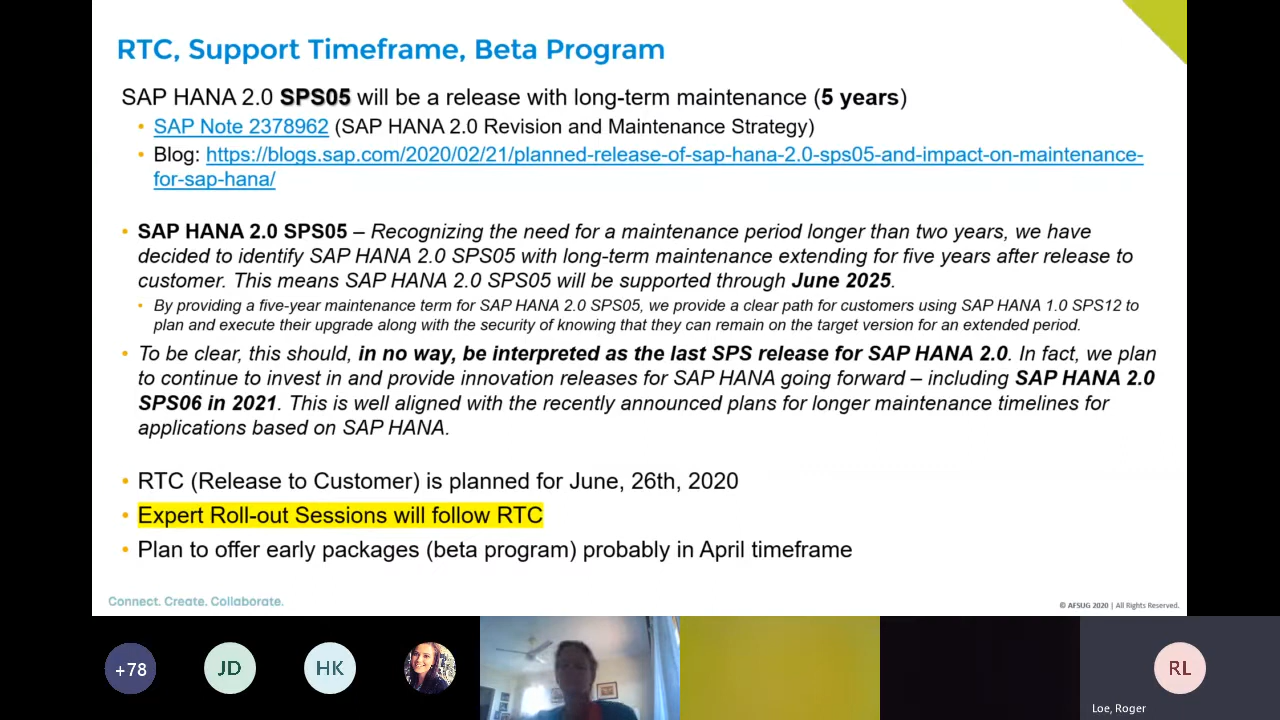 RTC, Support Timeframe, Beta Program
SAP HANA 2.0 SPS05 will be a release with long-term maintenance (5 years)
• SAP Note 2378962 (SAP HANA 2.0 Revision and Maintenance Strategy)
• Blog: https://blogs.sap.com/2020/02/21/planned-release-of-sap-hana-2.0-sps05-and-impact-on-maintenance-
for-sap-hana/
• SAP HANA 2.0 SPS05 – Recognizing the need for a maintenance period longer than two years, we have
decided to identify SAP HANA 2.0 SPS05 with long-term maintenance extending for five years after release to
customer. This means SAP HANA 2.0 SPS05 will be supported through June 2025.
• By providing a five-year maintenance term for SAP HANA 2.0 SPS05, we provide a clear path for customers using SAP HANA 1.0 SPS12 to
plan and execute their upgrade along with the security of knowing that they can remain on the target version for an extended period.
• To be clear, this should, in no way, be interpreted as the last SPS release for SAP HANA 2.0. In fact, we plan
to continue to invest in and provide innovation releases for SAP HANA going forward – including SAP HANA 2.0
SPS06 in 2021. This is well aligned with the recently announced plans for longer maintenance timelines for
applications based on SAP HANA.
• RTC (Release to Customer) is planned for June, 26th, 2020
• Expert Roll-out Sessions will follow RTC
• Plan to offer early packages (beta program) probably in April timeframe
Connect. Create. Collaborate.
© AFSUG 2020 | All Rights Reserved.
+78
JD
HK
RL
Loe, Roger